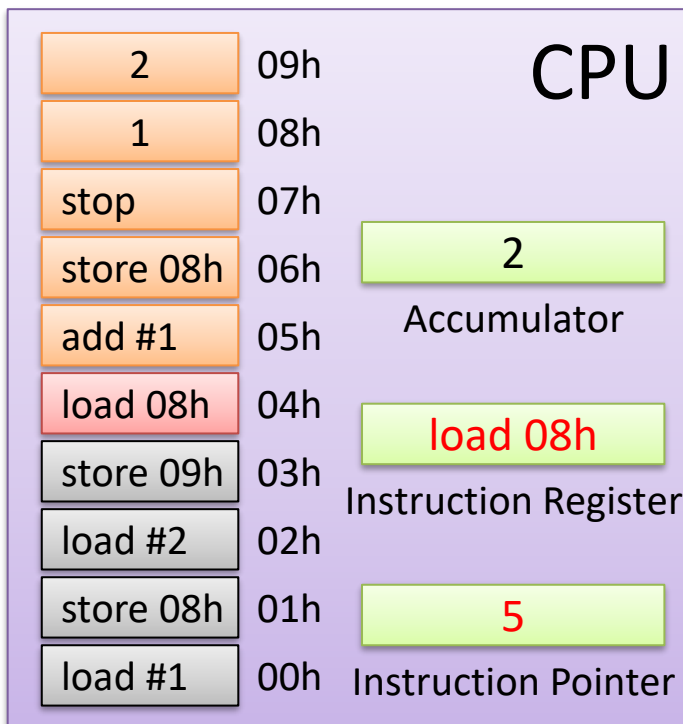 CPU
2 09h
1 08h
stop 07h
store 08h 06h
add #1 05h
load 08h 04h
store 09h 03h
load #2 02h
store 08h 01h
load #1 00h
2
Accumulator
load 08h
Instruction Register
5
Instruction Pointer